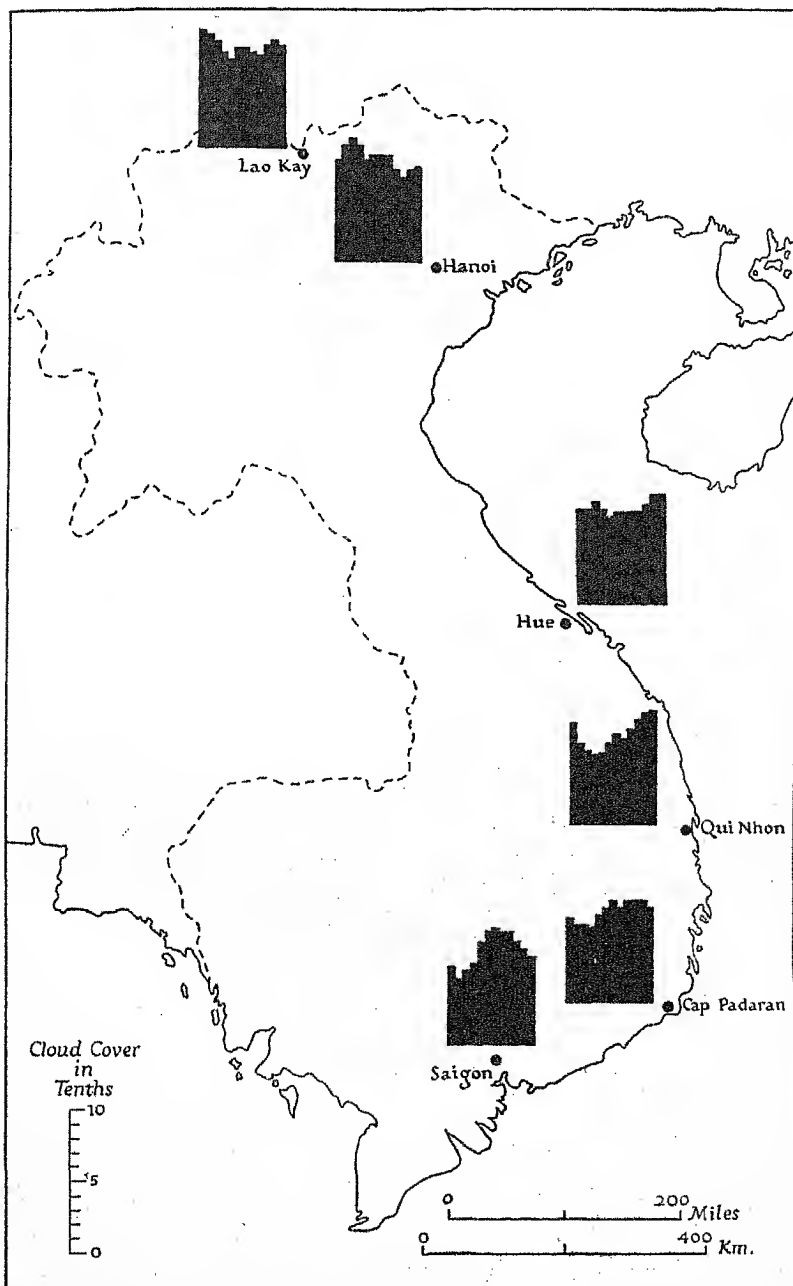 Lao Kay
Hanoi
Hue
Qui Nhon
Cap Padaran
Saigon
Cloud Cover
in
Tenths
10
5
0
0 200
Miles
0 400
Km.